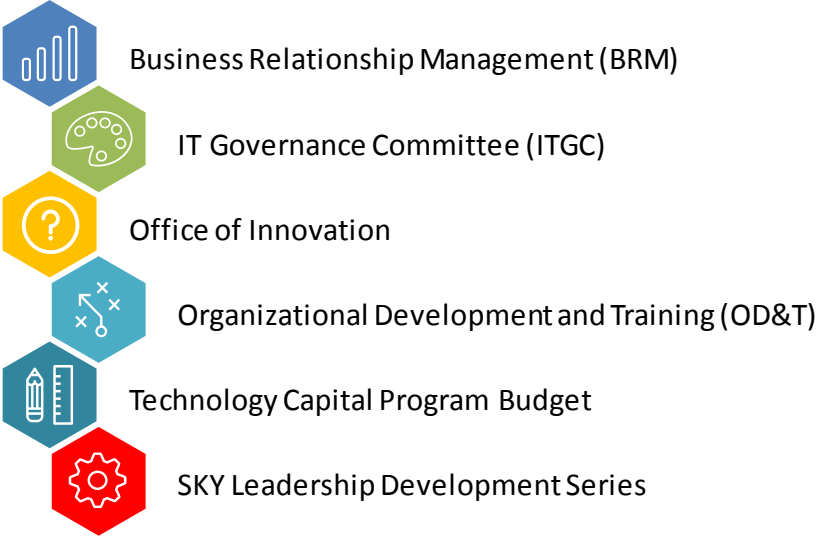 Business Relationship Management (BRM)
IT Governance Committee (ITGC)
?
Office of Innovation
Organizational Development and Training (OD&T)
Technology Capital Program Budget
SKY Leadership Development Series